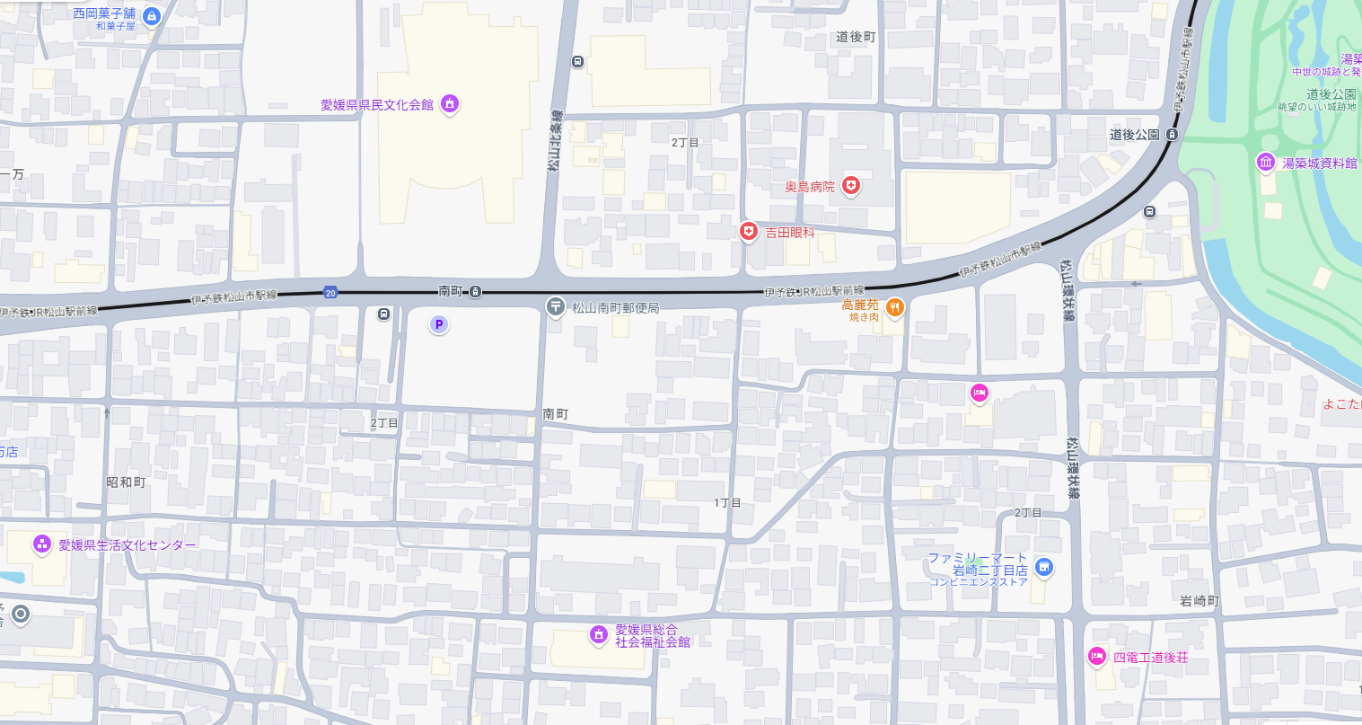 西岡菓子舗
和菓子屋
道後町
愛媛県県民文化会館
松山北条線
伊予鉄松山市駅線
湯築
中世の城跡と発
道後公園
眺望のいい城跡地
道後公園
2丁目
湯築城資料館
一万
奥島病院
吉田眼科
伊予鉄松山市駅線
松山環状線
南町
20
伊予鉄松山市駅線
伊予鉄JR松山駅前線
伊予鉄JR松山駅前線
高麗苑
焼き肉
松山南町郵便局
P
よこた
南町
2丁目
万店
松山環状線
昭和町
1丁目
2丁目
愛媛県生活文化センター
ファミリーマート
岩崎二丁目店
コンビニエンスストア
岩崎町
愛媛県総合
社会福祉会館
四電工道後荘